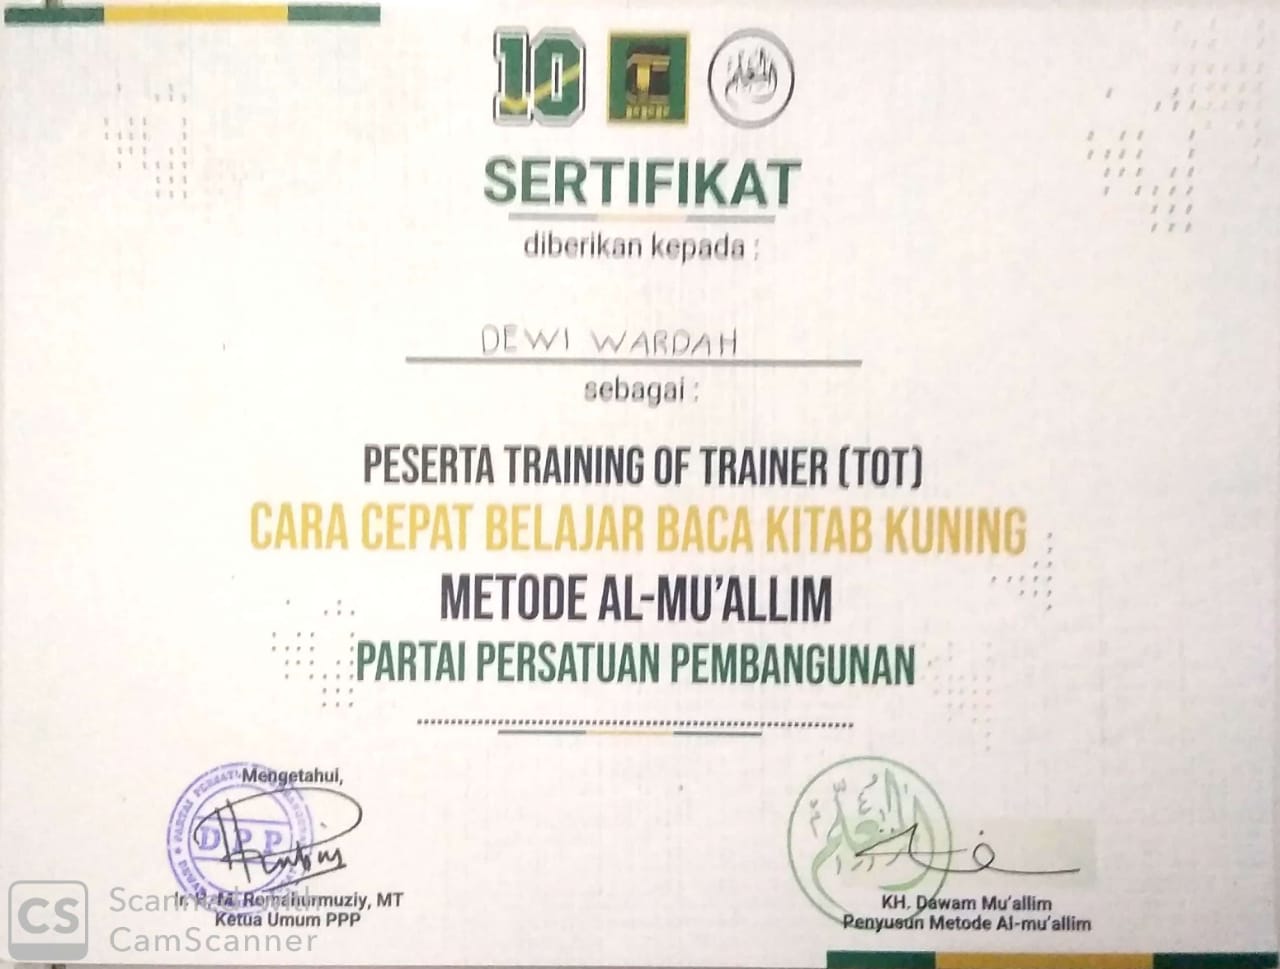 10
SERTIFIKAT
diberikan kepada :
DEWI WARDAH
sebagai :
PESERTA TRAINING OF TRAINER (TOT)
CARA CEPAT BELAJAR BACA KITAB KUNING
METODE AL-MU'ALLIM
PARTAI PERSATUAN PEMBANGUNAN
Mengetahui,
DPP
Ir. H. M. Romahurmuziy, MT
Ketua Umum PPP
KH. Dawam Mu'allim
Penyusun Metode Al-mu'allim
CS
Scanned with
CamScanner